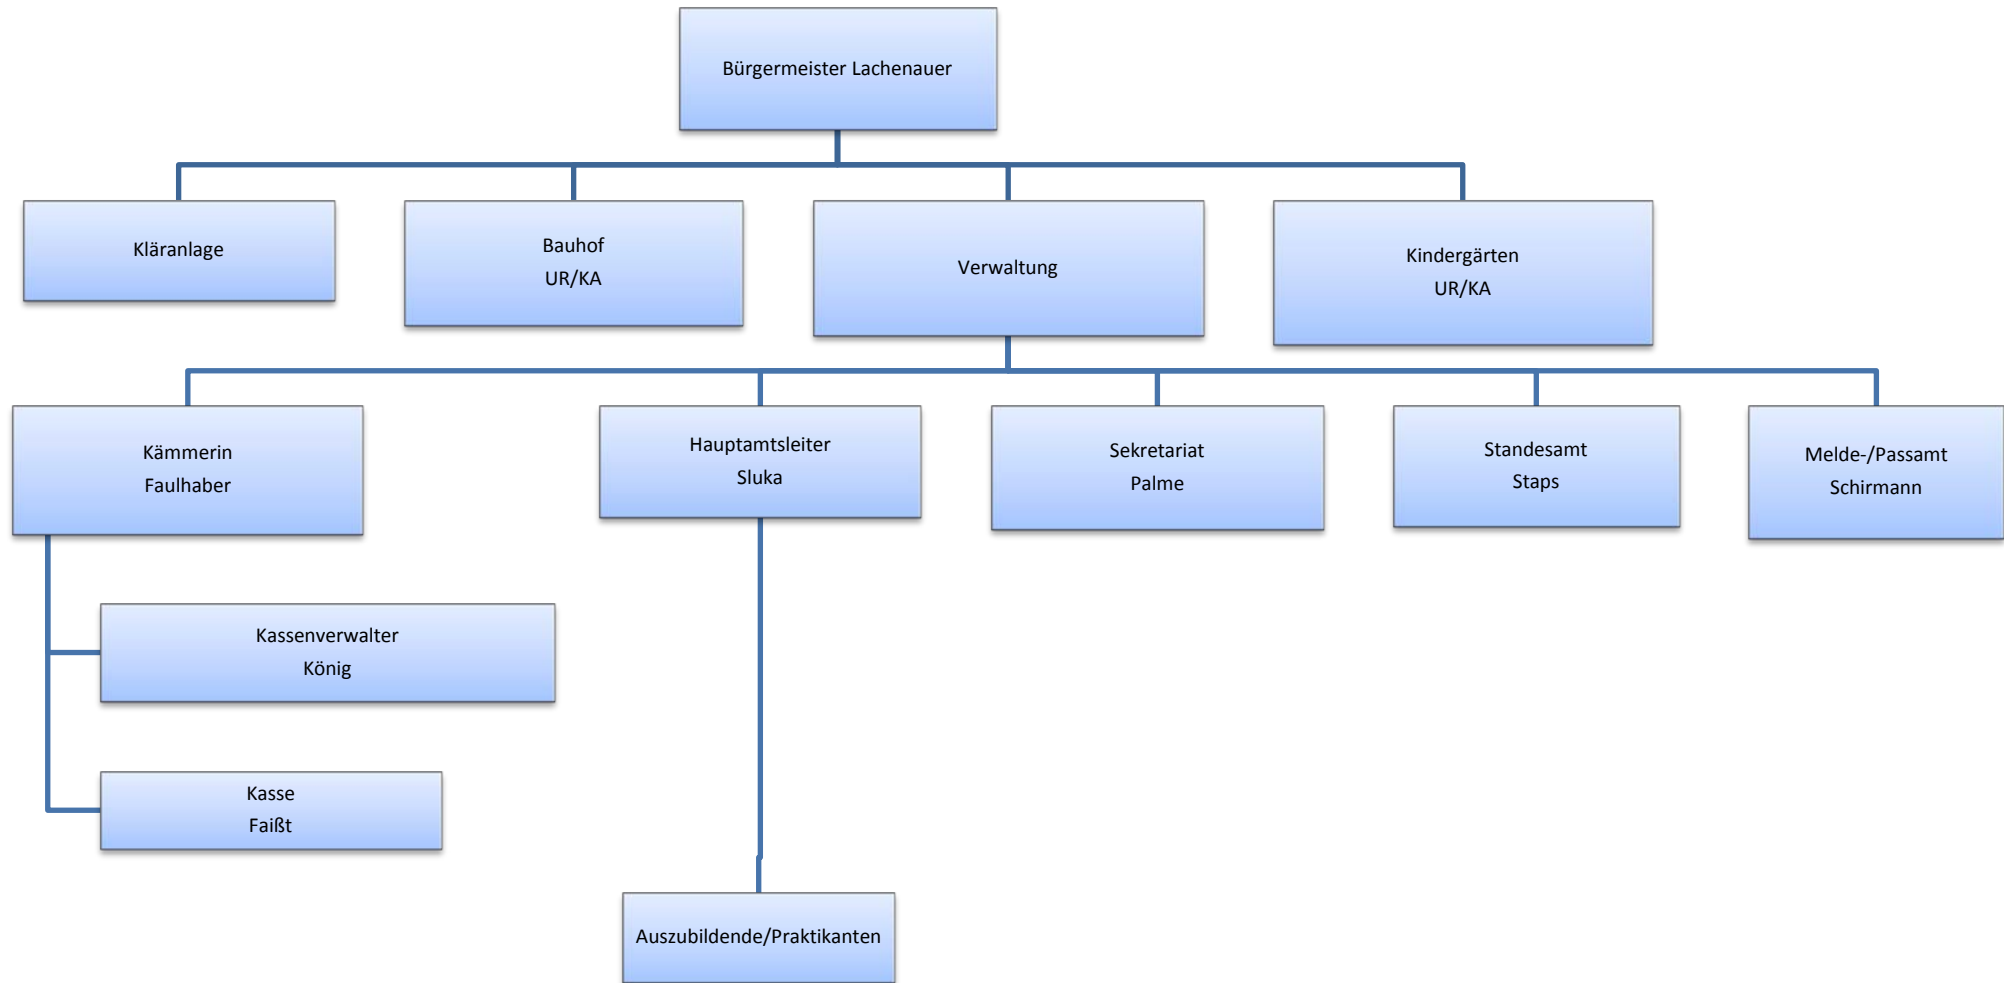 Bürgermeister Lachenauer
Kläranlage
Bauhof
UR/KA
Verwaltung
Kindergärten
UR/KA
Kämmerin
Faulhaber
Hauptamtsleiter
Sluka
Sekretariat
Palme
Standesamt
Staps
Melde-/Passamt
Schirmann
Kassenverwalter
König
Kasse
Faißt
Auszubildende/Praktikanten